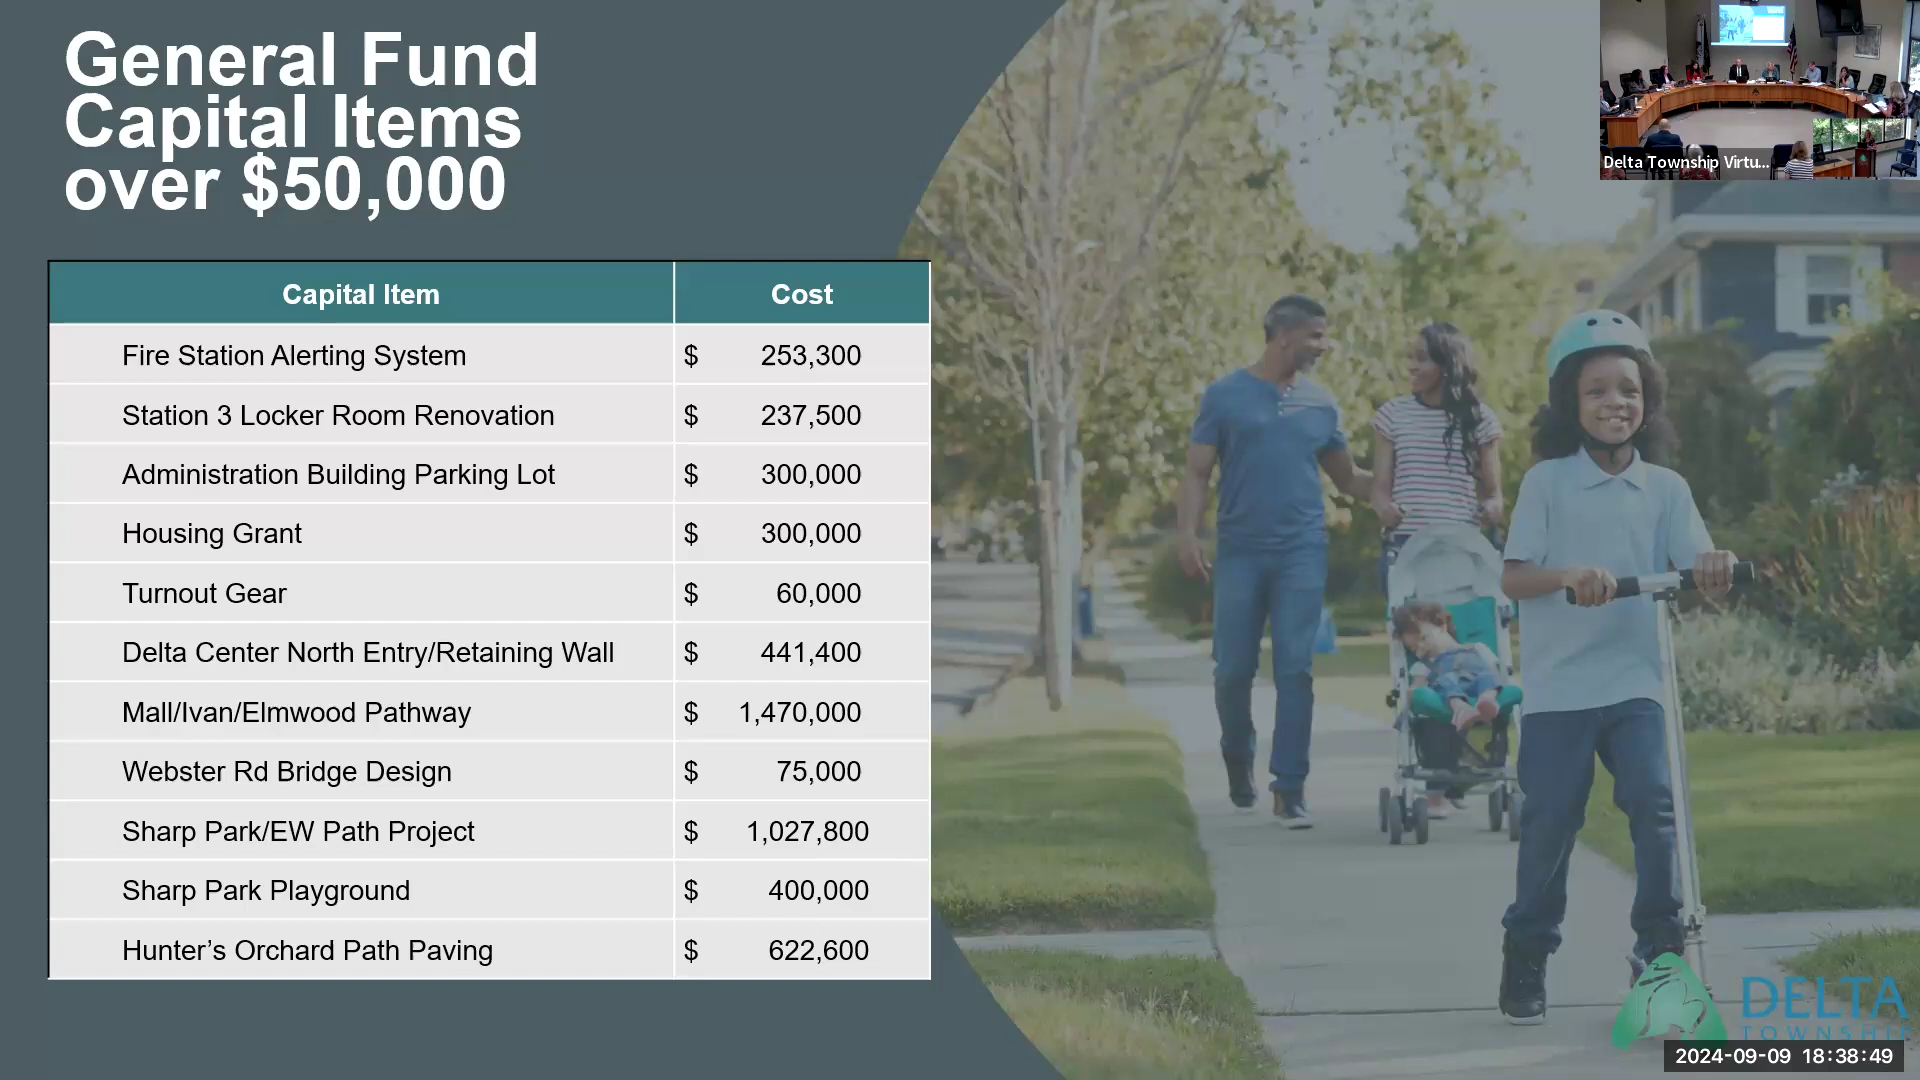 General Fund
Capital Items
over $50,000
Delta Township Virtu...
Capital Item Cost
Fire Station Alerting System $ 253,300
Station 3 Locker Room Renovation $ 237,500
Administration Building Parking Lot $ 300,000
Housing Grant $ 300,000
Turnout Gear $ 60,000
Delta Center North Entry/Retaining Wall $ 441,400
Mall/Ivan/Elmwood Pathway $ 1,470,000
Webster Rd Bridge Design $ 75,000
Sharp Park/EW Path Project $ 1,027,800
Sharp Park Playground $ 400,000
Hunter’s Orchard Path Paving $ 622,600
DELTA
TOWNSHIP
2024-09-09 18:38:49